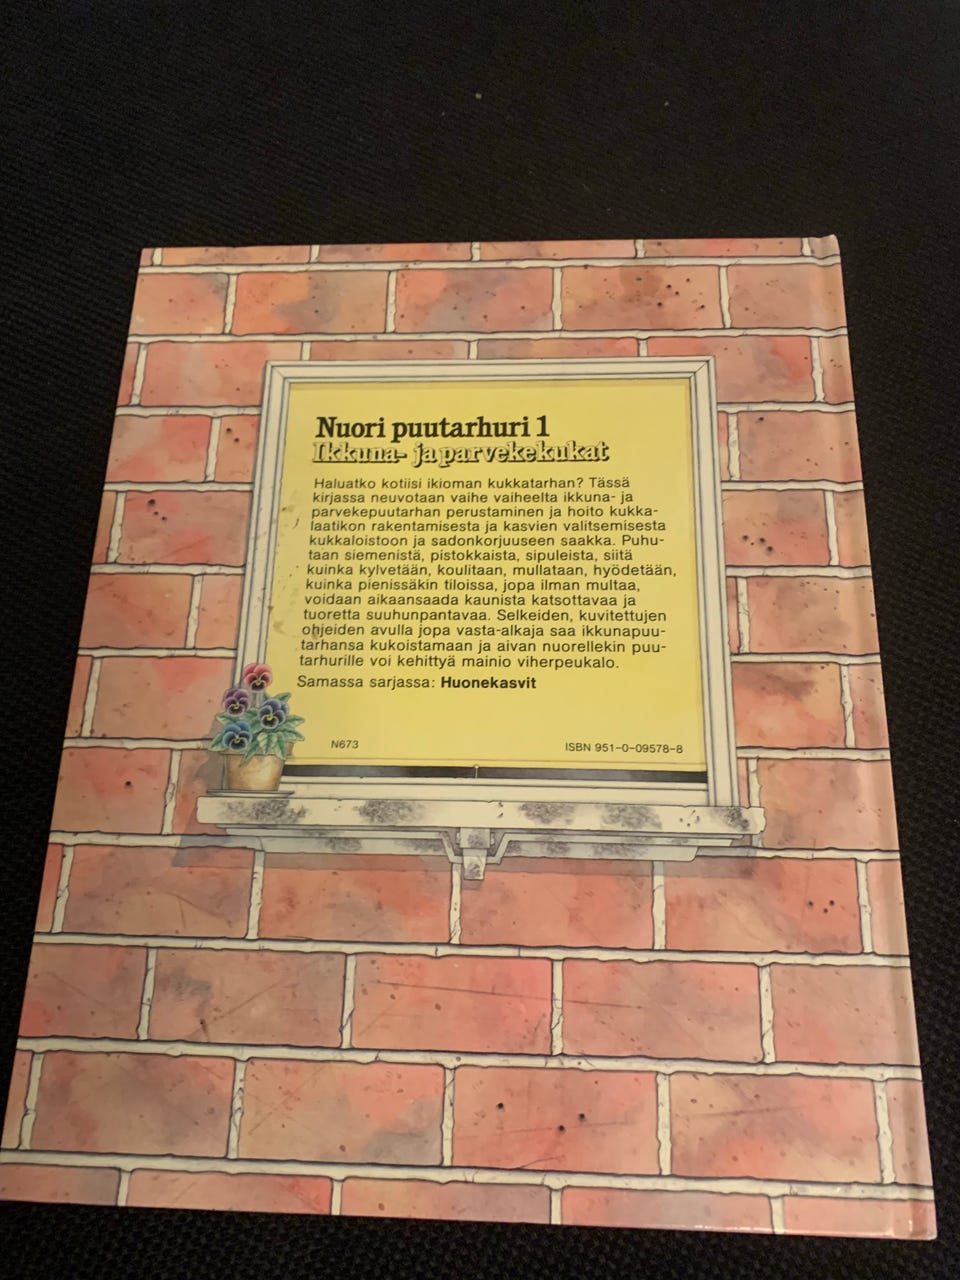 Nuori puutarhuri 1
Ikkuna- ja parvekekukat
Haluatko kotiisi ikioman kukkatarhan? Tässä
kirjassa neuvotaan vaihe vaiheelta ikkuna- ja
parvekepuutarhan perustaminen ja hoito kukka-
laatikon rakentamisesta ja kasvien valitsemisesta
kukkaloistoon ja sadonkorjuuseen saakka. Puhu-
taan siemenistä, pistokkaista, sipuleista, siitä
kuinka kylvetään, koulitaan, mullataan, hyödetään,
kuinka pienissäkin tiloissa, jopa ilman multaa,
voidaan aikaansaada kaunista katsottavaa ja
tuoretta suuhunpantavaa. Selkeiden, kuvitettujen
ohjeiden avulla jopa vasta-alkaja saa ikkunapuu-
tarhansa kukoistamaan ja aivan nuorellekin puu-
tarhurille voi kehittyä mainio viherpeukalo.
Samassa sarjassa: Huonekasvit
N673 ISBN 951-0-09578-8